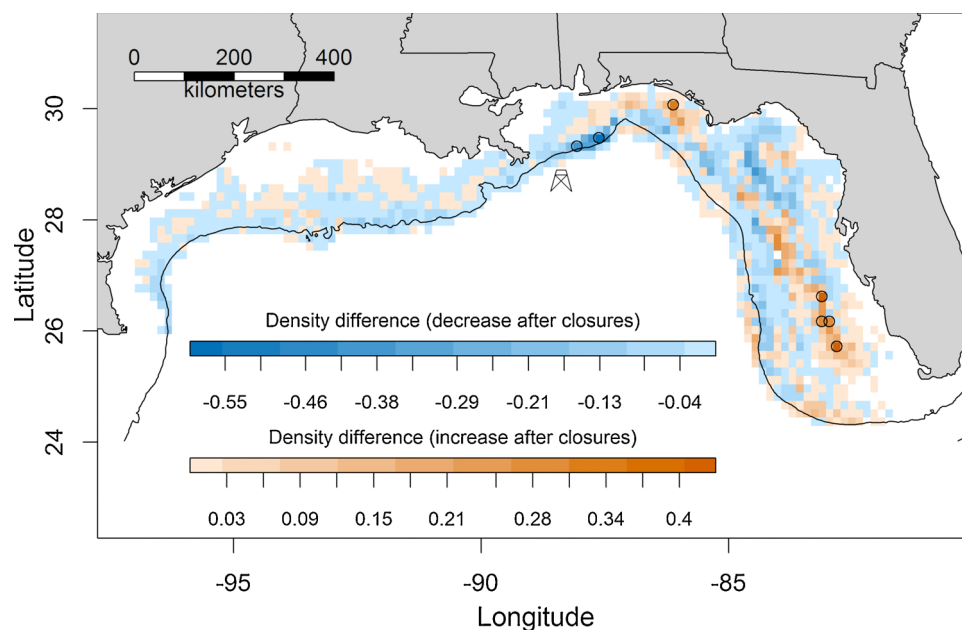 0 200 400
kilometers
30
28
26
24
Latitude
Density difference (decrease after closures)
-0.55 -0.46 -0.38 -0.29 -0.21 -0.13 -0.04
Density difference (increase after closures)
0.03 0.09 0.15 0.21 0.28 0.34 0.4
-95 -90 -85
Longitude